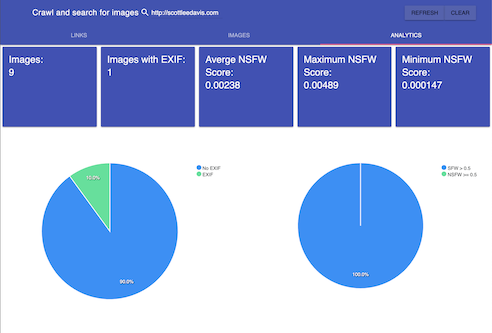 Crawl and search for images http://scottleedavis.com REFRESH CLEAR
LINKS IMAGES ANALYTICS
Images:
9
Images with EXIF:
1
Averge NSFW
Score:
0.00238
Maximum NSFW
Score:
0.00489
Minimum NSFW
Score:
0.000147
10.0%
90.0%
No EXIF
EXIF
100.0%
SFW > 0.5
NSFW >= 0.5